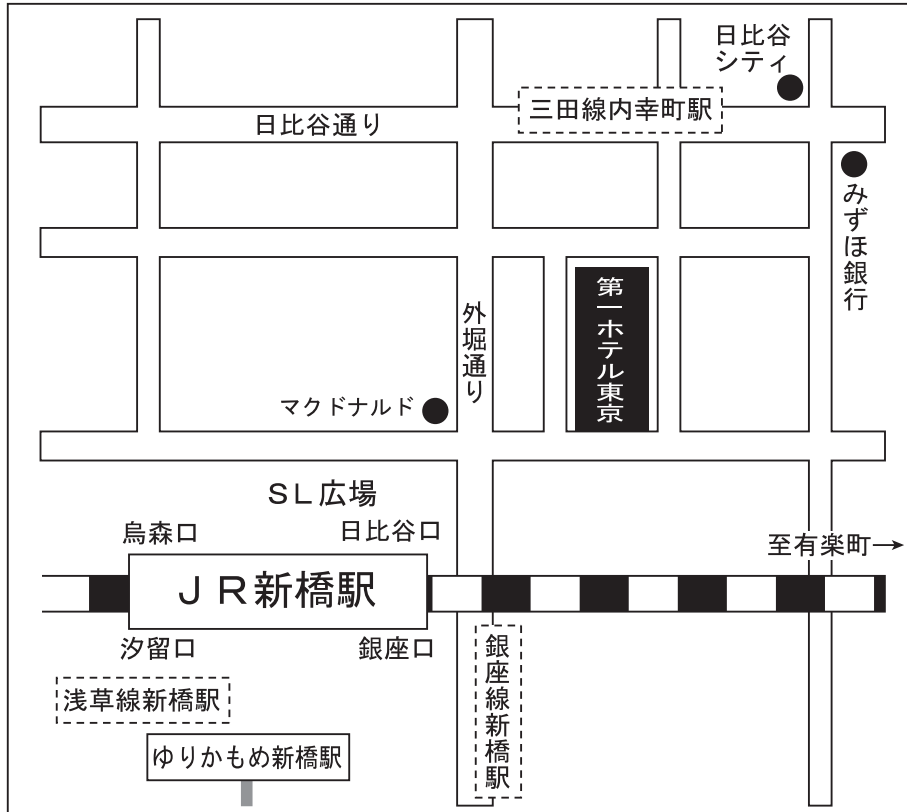 日比谷
シティ
三田線内幸町駅
日比谷通り
みずほ銀行
第一ホテル東京
外堀通り
マクドナルド
SL広場
烏森口
日比谷口
至有楽町→
JR新橋駅
汐留口
銀座口
銀座線新橋駅
浅草線新橋駅
ゆりかもめ新橋駅